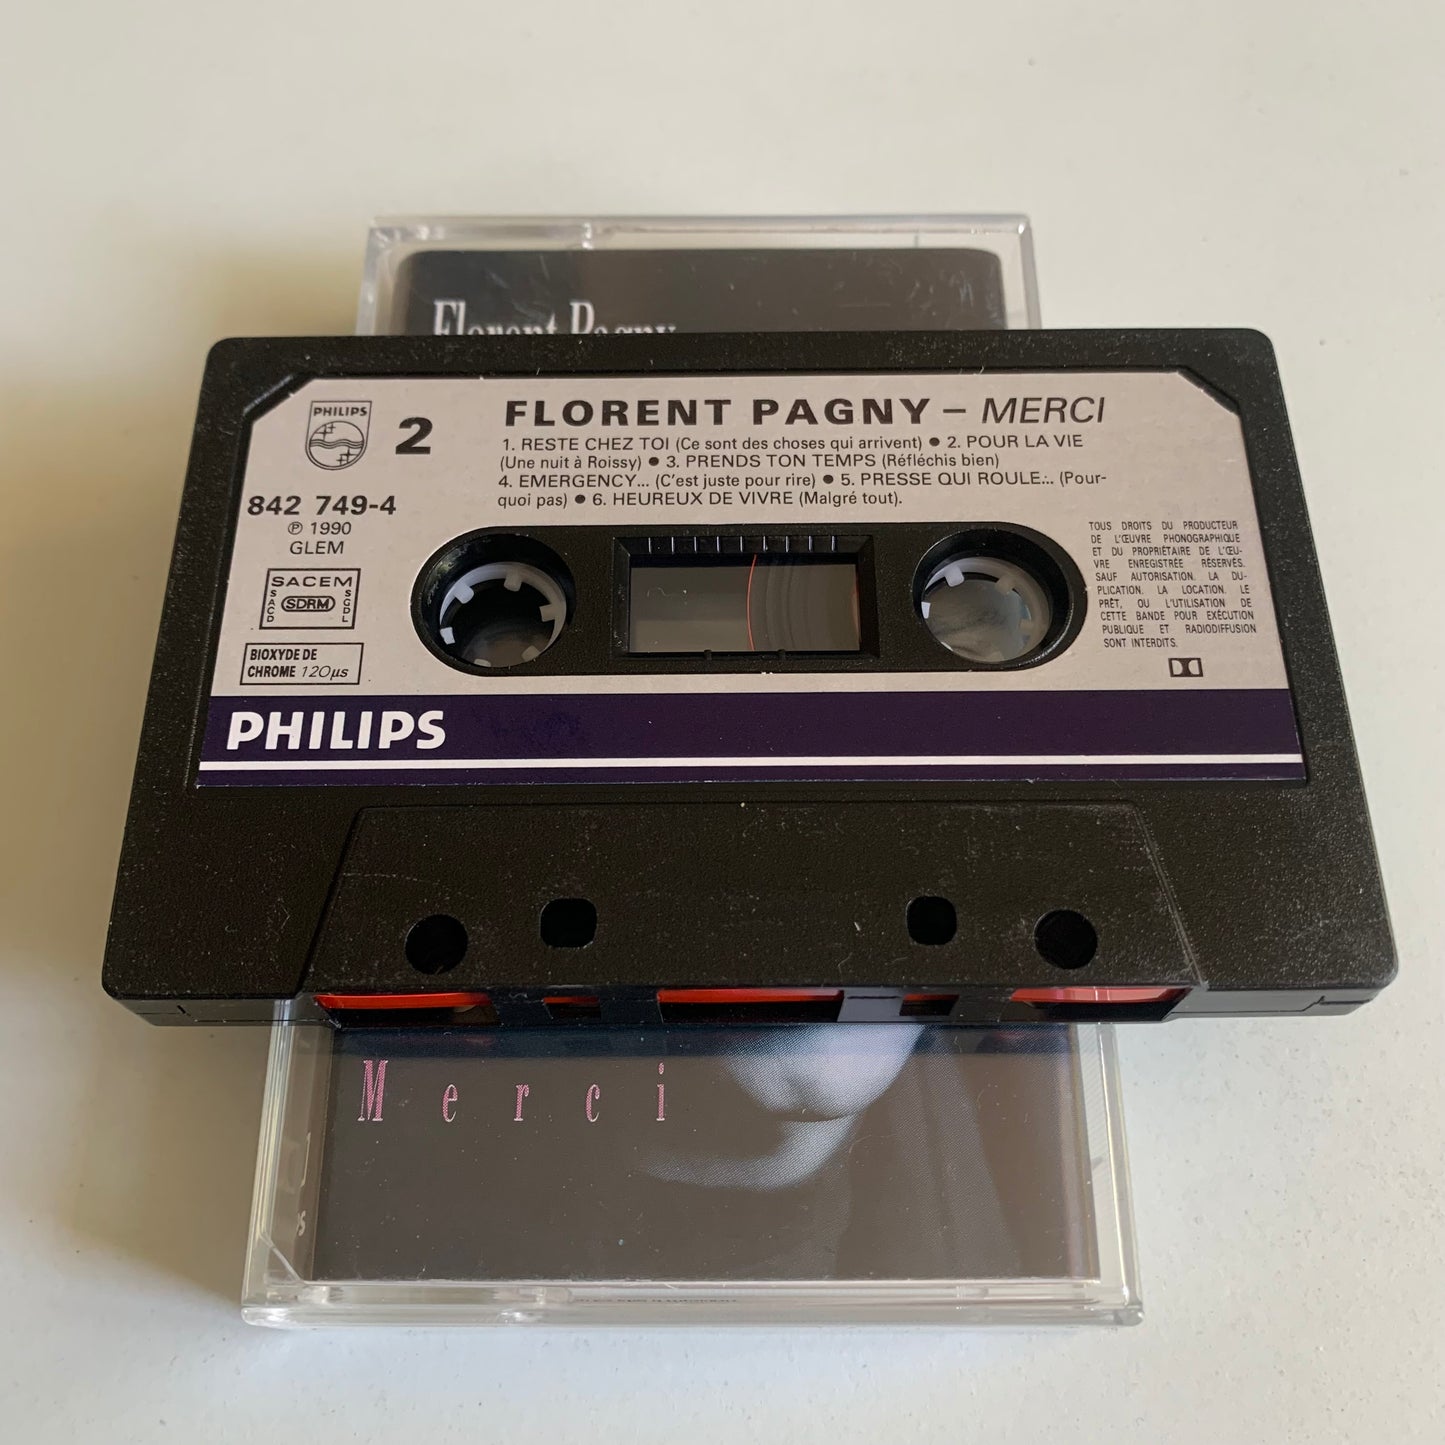 Florent Pagny
PHILIPS
2
FLORENT PAGNY – MERCI
1. RESTE CHEZ TOI (Ce sont des choses qui arrivent) ● 2. POUR LA VIE
(Une nuit à Roissy) ● 3. PRENDS TON TEMPS (Réfléchis bien)
4. EMERGENCY... (C'est juste pour rire) ● 5. PRESSE QUI ROULE... (Pour-
quoi pas) ● 6. HEUREUX DE VIVRE (Malgré tout).
842 749-4
℗ 1990
GLEM
SACEM
SACD
SDRM
SGDL
BIOXYDE DE
CHROME 120µs
TOUS DROITS DU PRODUCTEUR
DE L'ŒUVRE PHONOGRAPHIQUE
ET DU PROPRIÉTAIRE DE L'ŒU-
VRE ENREGISTRÉE RÉSERVÉS.
SAUF AUTORISATION. LA DU-
PLICATION. LA LOCATION. LE
PRÊT, OU L'UTILISATION DE
CETTE BANDE POUR EXÉCUTION
PUBLIQUE ET RADIODIFFUSION
SONT INTERDITS.
PHILIPS
Merci